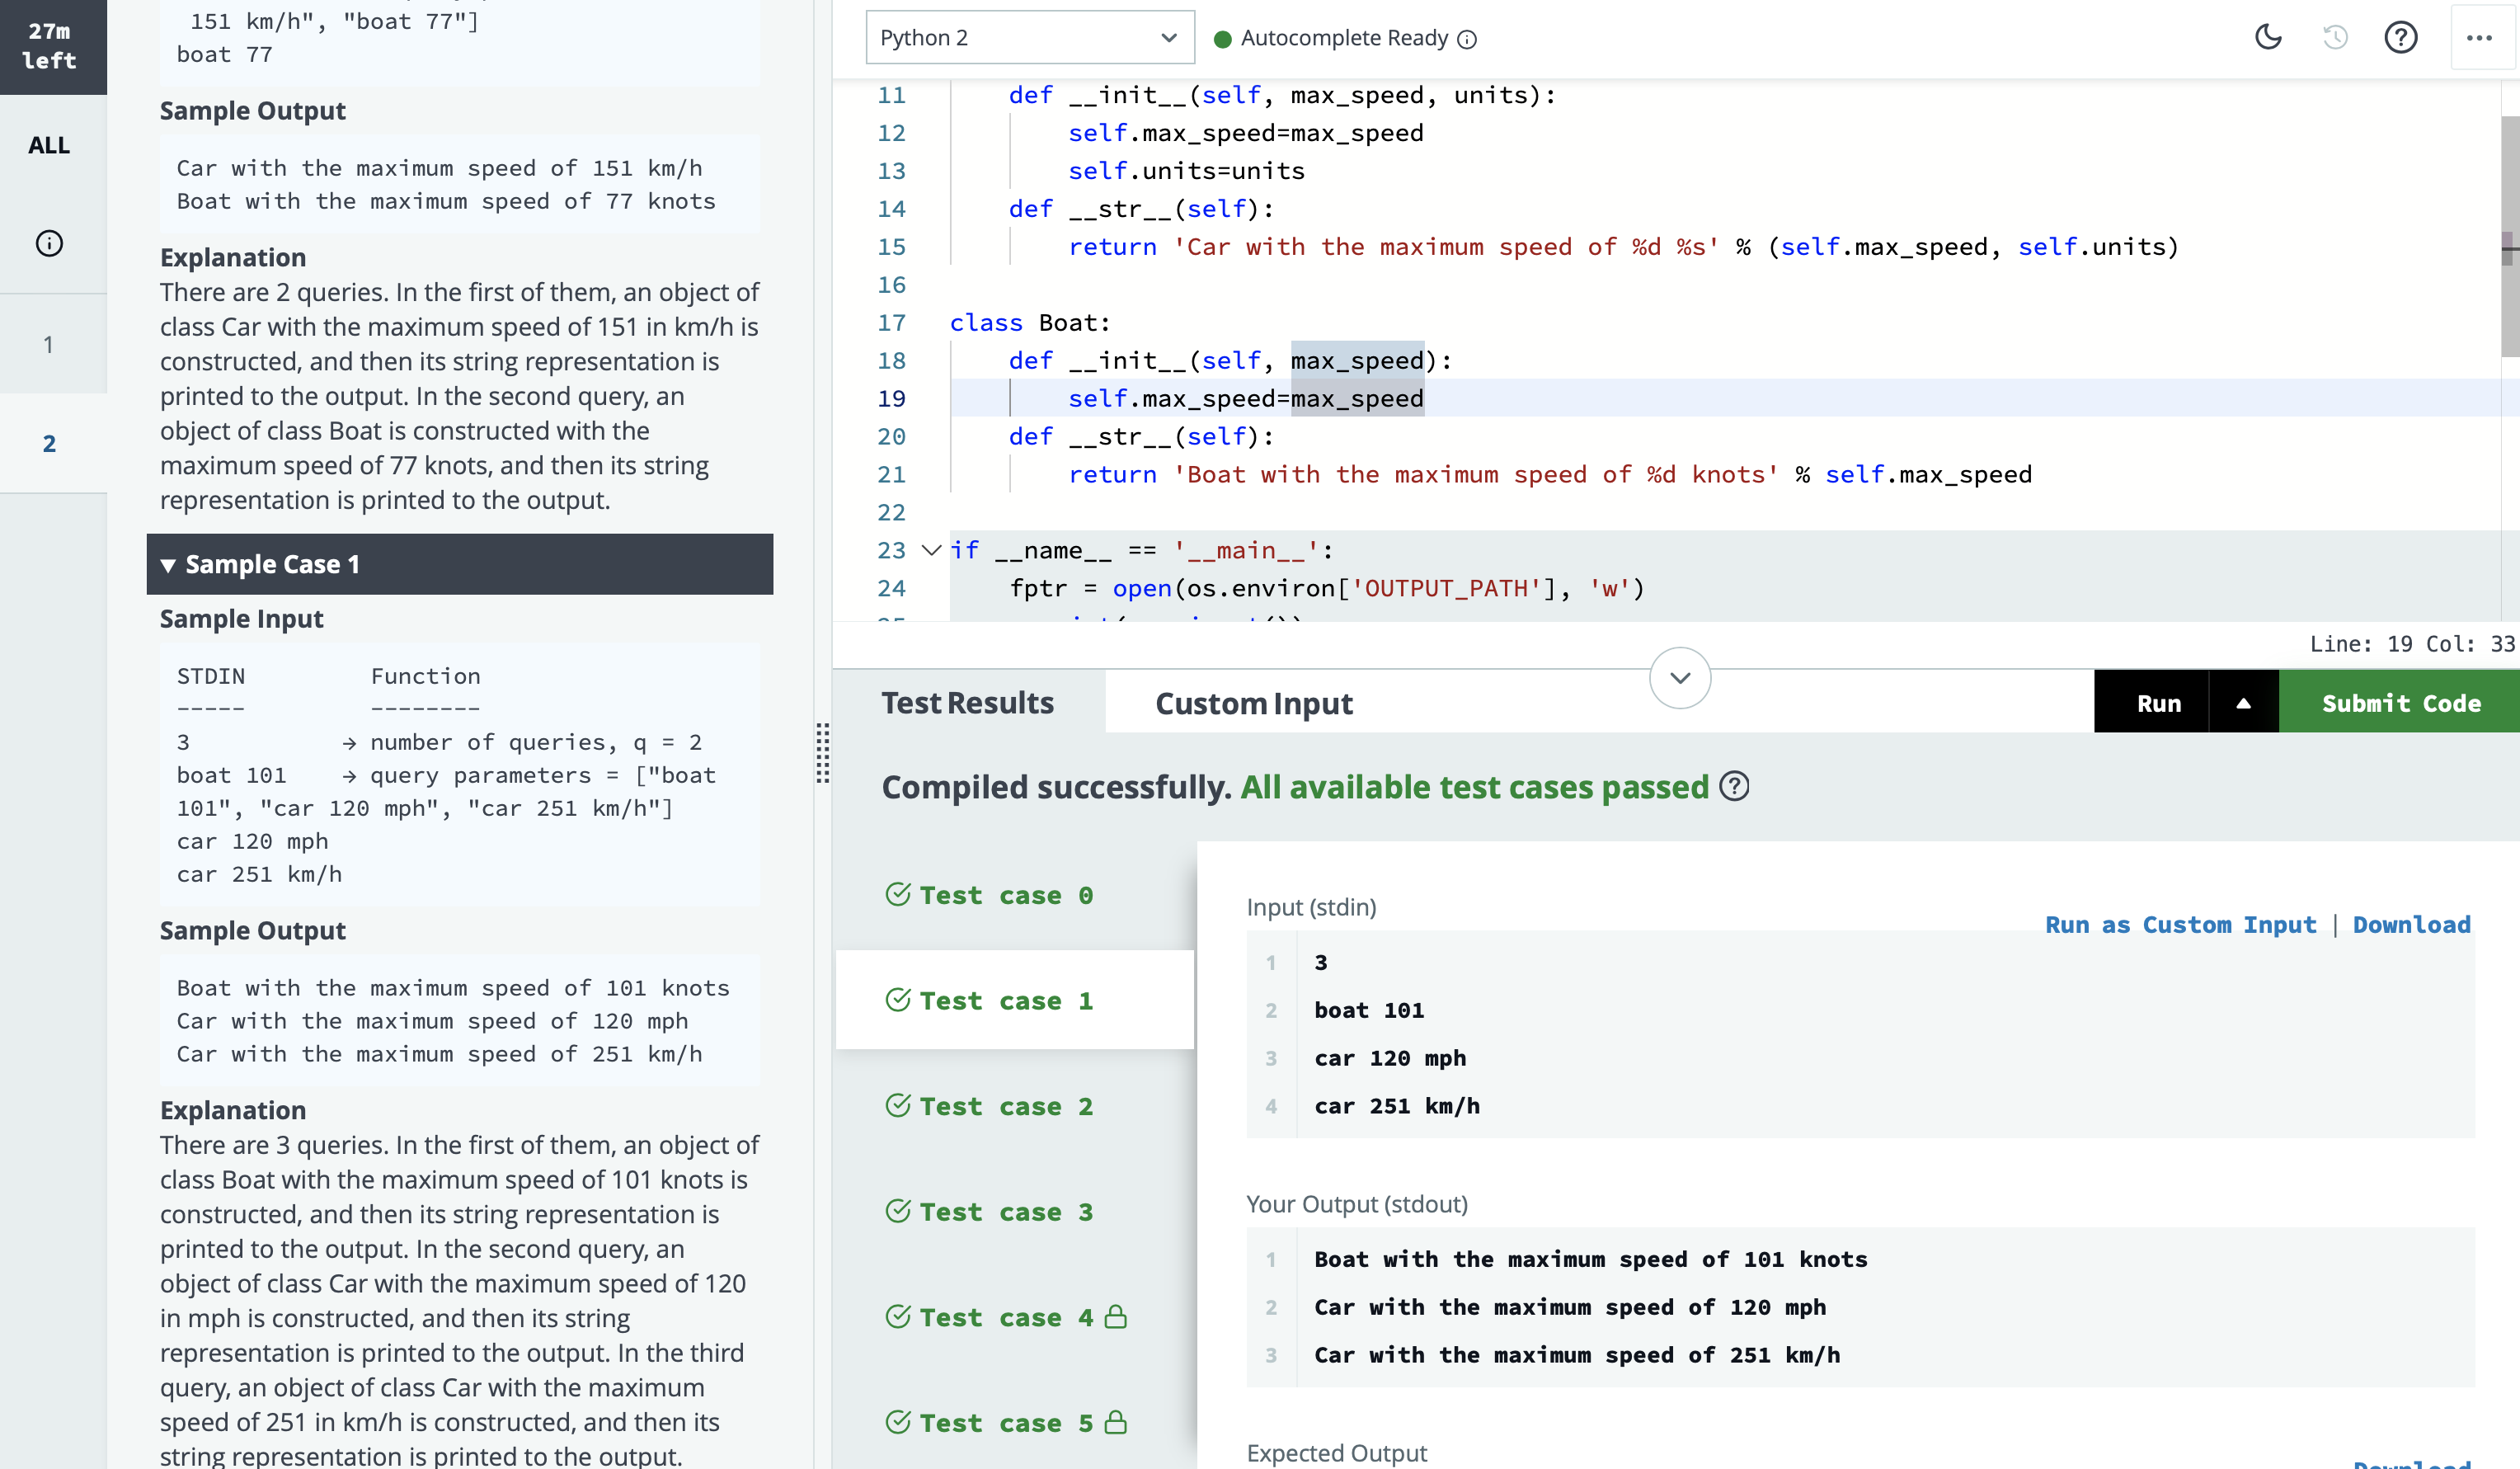 27m
left
ALL
1
2
151 km/h", "boat 77"]
boat 77
Sample Output
Car with the maximum speed of 151 km/h
Boat with the maximum speed of 77 knots
Explanation
There are 2 queries. In the first of them, an object of
class Car with the maximum speed of 151 in km/h is
constructed, and then its string representation is
printed to the output. In the second query, an
object of class Boat is constructed with the
maximum speed of 77 knots, and then its string
representation is printed to the output.
▼ Sample Case 1
Sample Input
STDIN Function
----- --------
3 → number of queries, q = 2
boat 101 → query parameters = ["boat
101", "car 120 mph", "car 251 km/h"]
car 120 mph
car 251 km/h
Sample Output
Boat with the maximum speed of 101 knots
Car with the maximum speed of 120 mph
Car with the maximum speed of 251 km/h
Explanation
There are 3 queries. In the first of them, an object of
class Boat with the maximum speed of 101 knots is
constructed, and then its string representation is
printed to the output. In the second query, an
object of class Car with the maximum speed of 120
in mph is constructed, and then its string
representation is printed to the output. In the third
query, an object of class Car with the maximum
speed of 251 in km/h is constructed, and then its
string representation is printed to the output.
Python 2
Autocomplete Ready
11 def __init__(self, max_speed, units):
12 self.max_speed=max_speed
13 self.units=units
14 def __str__(self):
15 return 'Car with the maximum speed of %d %s' % (self.max_speed, self.units)
16
17 class Boat:
18 def __init__(self, max_speed):
19 self.max_speed=max_speed
20 def __str__(self):
21 return 'Boat with the maximum speed of %d knots' % self.max_speed
22
23 if __name__ == '__main__':
24 fptr = open(os.environ['OUTPUT_PATH'], 'w')
Line: 19 Col: 33
Test Results
Custom Input
Run
Submit Code
Compiled successfully. All available test cases passed
Test case 0
Test case 1
Test case 2
Test case 3
Test case 4
Test case 5
Input (stdin)
Run as Custom Input | Download
1 3
2 boat 101
3 car 120 mph
4 car 251 km/h
Your Output (stdout)
1 Boat with the maximum speed of 101 knots
2 Car with the maximum speed of 120 mph
3 Car with the maximum speed of 251 km/h
Expected Output
Download